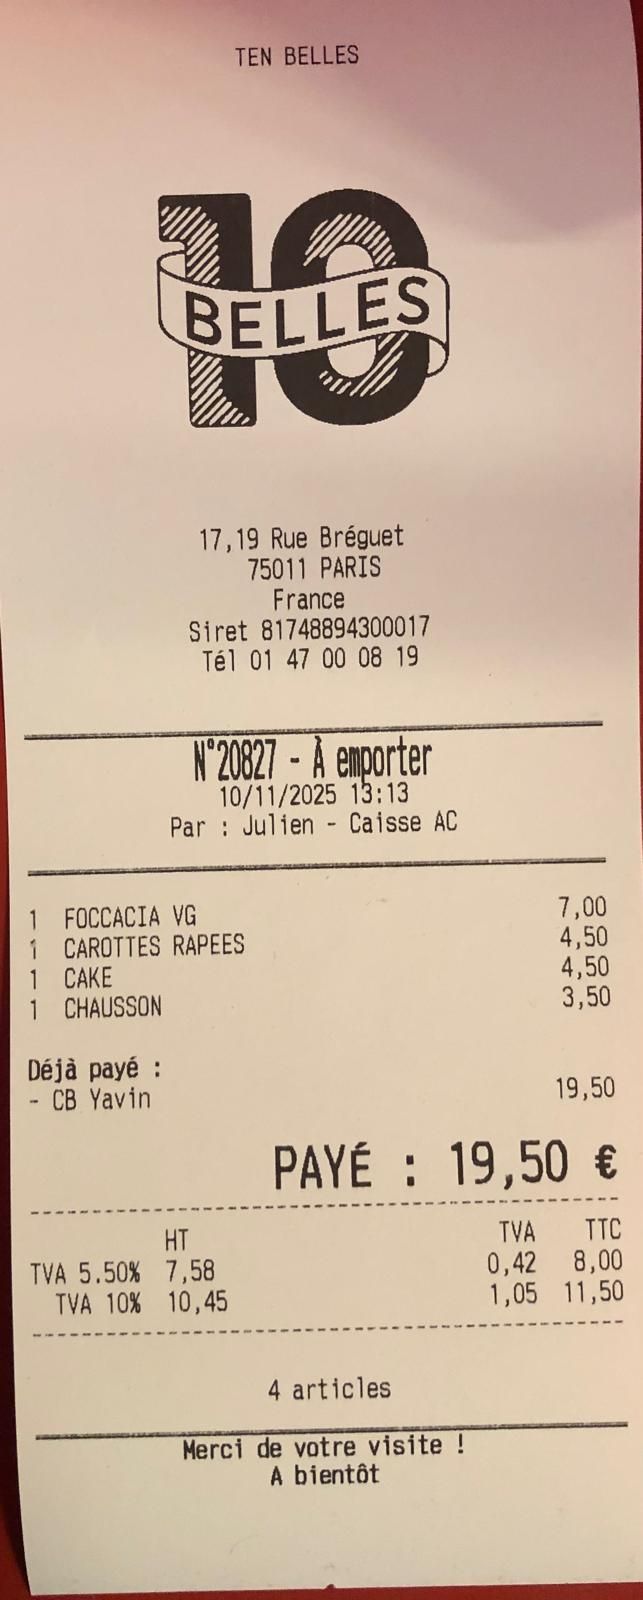 TEN BELLES
10
BELLES
17,19 Rue Bréguet
75011 PARIS
France
Siret 81748894300017
Tél 01 47 00 08 19
N°20827 - À emporter
10/11/2025 13:13
Par : Julien - Caisse AC
1 FOCCACIA VG 7,00
1 CAROTTES RAPEES 4,50
1 CAKE 4,50
1 CHAUSSON 3,50
Déjà payé :
- CB Yavin 19,50
PAYÉ : 19,50 €
HT TVA TTC
TVA 5.50% 7,58 0,42 8,00
TVA 10% 10,45 1,05 11,50
4 articles
Merci de votre visite !
A bientôt